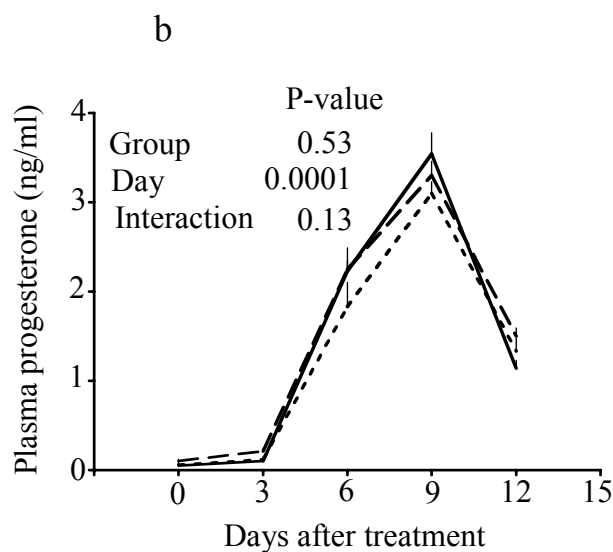 b
P-value
Group 0.53
Day 0.0001
Interaction 0.13
Plasma progesterone (ng/ml)
4
3
2
1
0
0 3 6 9 12 15
Days after treatment